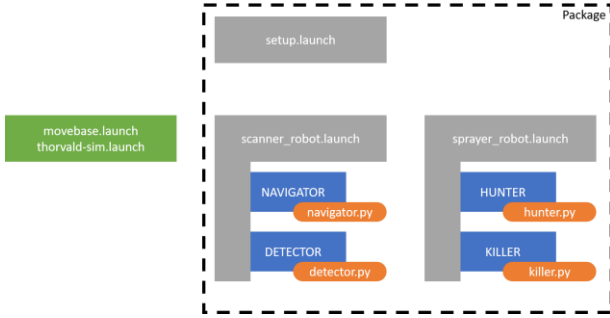 Package
setup.launch
movebase.launch
thorvald-sim.launch
scanner_robot.launch
sprayer_robot.launch
NAVIGATOR
navigator.py
HUNTER
hunter.py
DETECTOR
detector.py
KILLER
killer.py